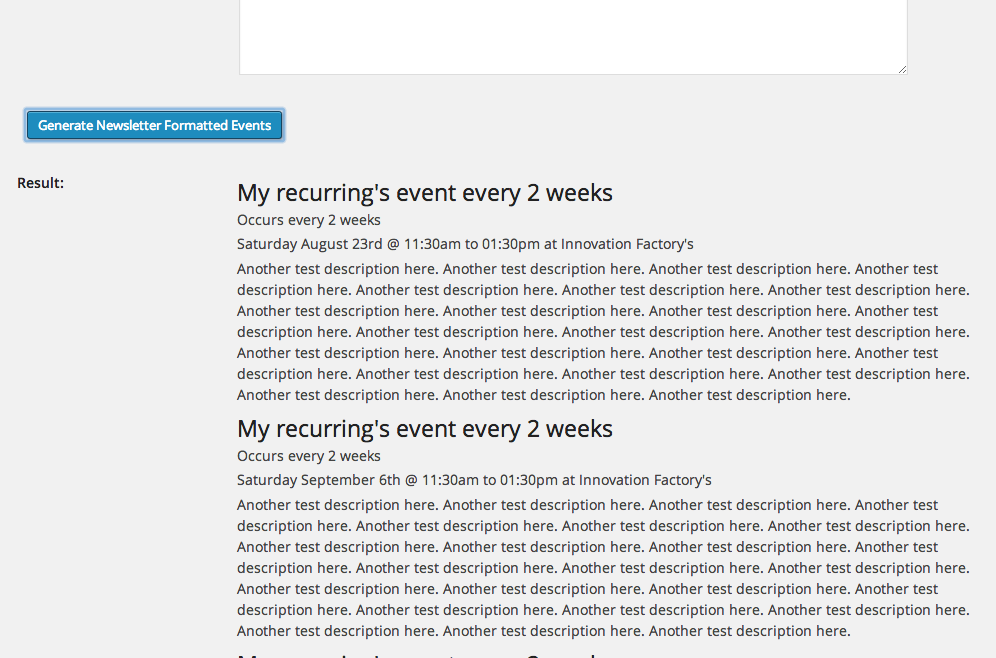 Generate Newsletter Formatted Events
Result:
My recurring's event every 2 weeks
Occurs every 2 weeks
Saturday August 23rd @ 11:30am to 01:30pm at Innovation Factory's
Another test description here. Another test description here. Another test description here. Another test
description here. Another test description here. Another test description here. Another test description here.
Another test description here. Another test description here. Another test description here. Another test
description here. Another test description here. Another test description here. Another test description here.
Another test description here. Another test description here. Another test description here. Another test
description here. Another test description here. Another test description here. Another test description here.
Another test description here. Another test description here. Another test description here.
My recurring's event every 2 weeks
Occurs every 2 weeks
Saturday September 6th @ 11:30am to 01:30pm at Innovation Factory's
Another test description here. Another test description here. Another test description here. Another test
description here. Another test description here. Another test description here. Another test description here.
Another test description here. Another test description here. Another test description here. Another test
description here. Another test description here. Another test description here. Another test description here.
Another test description here. Another test description here. Another test description here. Another test
description here. Another test description here. Another test description here. Another test description here.
Another test description here. Another test description here. Another test description here.